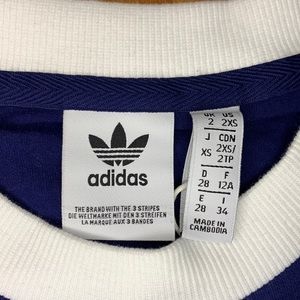 adidas
THE BRAND WITH THE 3 STRIPES
DIE WELTMARKE MIT DEN 3 STREIFEN
LA MARQUE AUX 3 BANDES
UK US
2 2XS
J CDN
XS 2XS/
2TP
D F
28 12A
E I
28 34
MADE IN
CAMBODIA